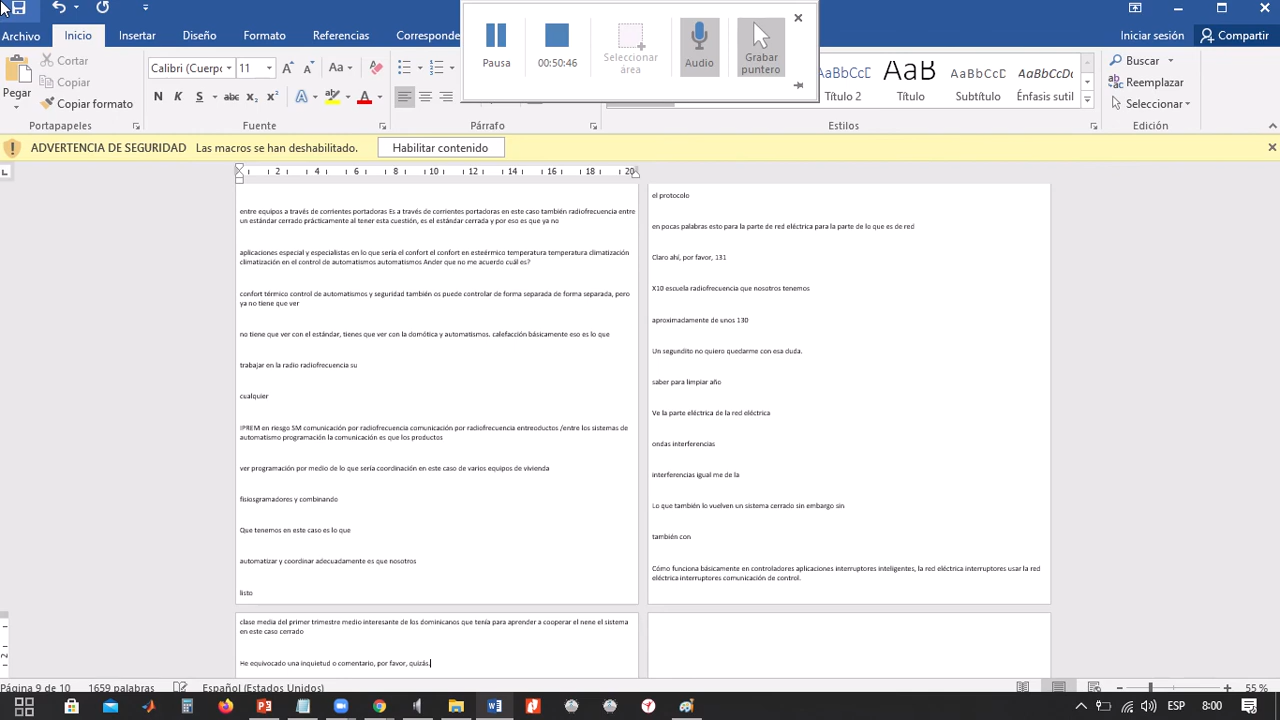 Archivo Inicio Insertar
Corresponde
Iniciar sesión Compartir
Pausa
00:50:46
Seleccionar
área
Audio
Grabar
puntero
Cortar
Copiar
Pegar
Copiar formato
Calibri (Cuerpo 11
Aa
N K S abc x₂ x² A
AaBbCcD AaB AaBbCcD AaBbCcDc
Título 2 Título Subtítulo Énfasis sutil
Buscar
Reemplazar
Seleccionar
Portapapeles Fuente Párrafo Estilos Edición
ADVERTENCIA DE SEGURIDAD Las macros se han deshabilitado. Habilitar contenido
2 4 6 8 10 12 14 16 18 20
entre equipos a través de corrientes portadoras Es a través de corrientes portadoras en este caso también radiofrecuencia entre
un estándar cerrado prácticamente al tener esta cuestión, es el estándar cerrada y por eso es que ya no
aplicaciones especial y especialistas en lo que sería el confort el confort en esteérmico temperatura temperatura climatización
climatización en el control de automatismos automatismos Ander que no me acuerdo cuál es?
confort térmico control de automatismos y seguridad también os puede controlar de forma separada de forma separada, pero
ya no tiene que ver
no tiene que ver con el estándar, tienes que ver con la domótica y automatismos. calefacción básicamente eso es lo que
trabajar en la radio radiofrecuencia su
cualquier
IPREM en riesgo SM comunicación por radiofrecuencia comunicación por radiofrecuencia entreoductos /entre los sistemas de
automatismo programación la comunicación es que los productos
ver programación por medio de lo que sería coordinación en este caso de varios equipos de vivienda
fisiosgramadores y combinando
Que tenemos en este caso es lo que
automatizar y coordinar adecuadamente es que nosotros
listo
el protocolo
en pocas palabras esto para la parte de red eléctrica para la parte de lo que es de red
Claro ahí, por favor, 131
X10 escuela radiofrecuencia que nosotros tenemos
aproximadamente de unos 130
Un segundito no quiero quedarme con esa duda.
saber para limpiar año
Ve la parte eléctrica de la red eléctrica
ondas interferencias
interferencias igual me de la
Lo que también lo vuelven un sistema cerrado sin embargo sin
también con
Cómo funciona básicamente en controladores aplicaciones interruptores inteligentes, la red eléctrica interruptores usar la red
eléctrica interruptores comunicación de control.
clase media del primer trimestre medio interesante de los dominicanos que tenía para aprender a cooperar el nene el sistema
en este caso cerrado
He equivocado una inquietud o comentario, por favor, quizás.
Página 9 de 10 1659 palabras Español (Estados Unidos) 55 %
ESP 800